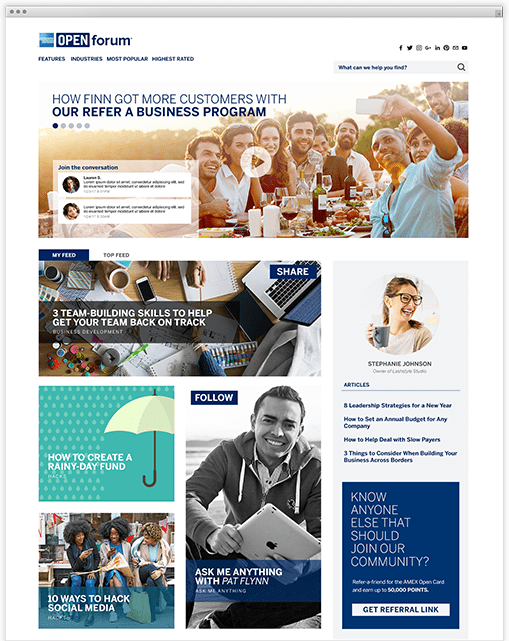 OPEN forum
FEATURES INDUSTRIES MOST POPULAR HIGHEST RATED
What can we help you find?
HOW FINN GOT MORE CUSTOMERS WITH
OUR REFER A BUSINESS PROGRAM
Join the conversation
Lauren S.
Lorem ipsum dolor sit amet, consectetur adipiscing elit, sed
do eiusmod tempor incididunt ut labore et dolore
Lorem ipsum dolor sit amet, consectetur adipiscing elit, sed
do eiusmod tempor incididunt ut labore et dolore
MY FEED TOP FEED
SHARE
3 TEAM-BUILDING SKILLS TO HELP
GET YOUR TEAM BACK ON TRACK
BUSINESS DEVELOPMENT
HOW TO CREATE A
RAINY-DAY FUND
HACKS
10 WAYS TO HACK
SOCIAL MEDIA
HACKS
FOLLOW
ASK ME ANYTHING
WITH PAT FLYNN
ASK ME ANYTHING
STEPHANIE JOHNSON
Owner of Lashstyle Studio
ARTICLES
8 Leadership Strategies for a New Year
How to Set an Annual Budget for Any
Company
How to Help Deal with Slow Payers
3 Things to Consider When Building Your
Business Across Borders
KNOW
ANYONE
ELSE THAT
SHOULD
JOIN OUR
COMMUNITY?
Refer-a-friend for the AMEX Open Card
and earn up to 50,000 POINTS.
GET REFERRAL LINK